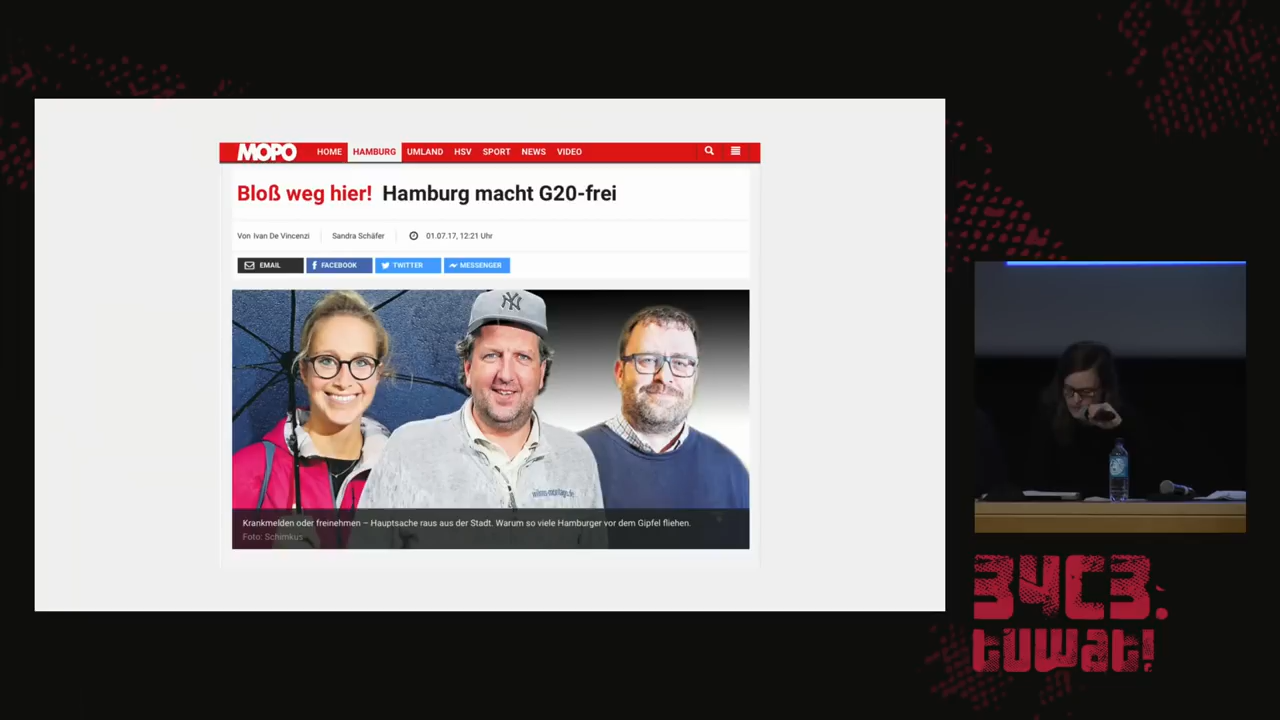 MOPO HOME HAMBURG UMLAND HSV SPORT NEWS VIDEO
Bloß weg hier! Hamburg macht G20-frei
Von Ivan De Vincenzi Sandra Schäfer 01.07.17, 12:21 Uhr
EMAIL FACEBOOK TWITTER MESSENGER
NY
Krankmelden oder freinehmen – Hauptsache raus aus der Stadt. Warum so viele Hamburger vor dem Gipfel fliehen.
Foto: Schimkus
34C3.
tuwat!